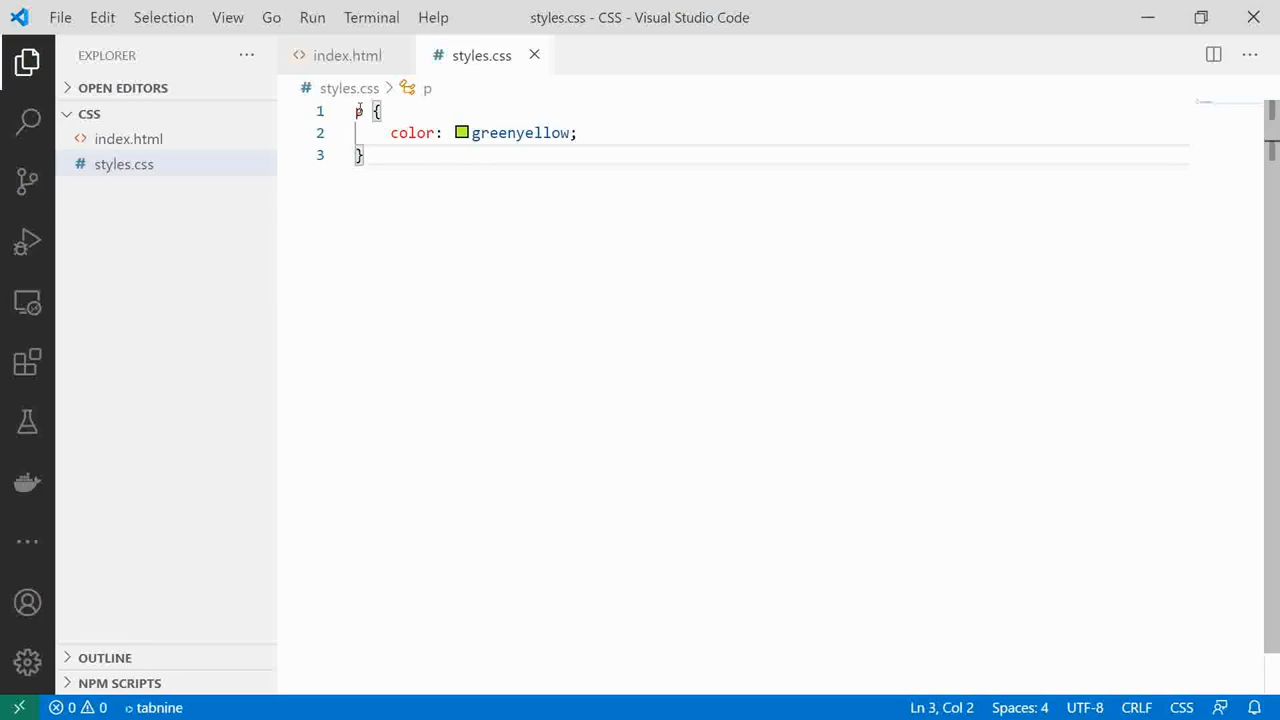 File Edit Selection View Go Run Terminal Help
styles.css - CSS - Visual Studio Code
EXPLORER ...
OPEN EDITORS
CSS
index.html
styles.css
OUTLINE
NPM SCRIPTS
index.html
styles.css
# styles.css > p
1 p {
2 color: greenyellow;
3 }
0 0 tabnine
Ln 3, Col 2 Spaces: 4 UTF-8 CRLF CSS